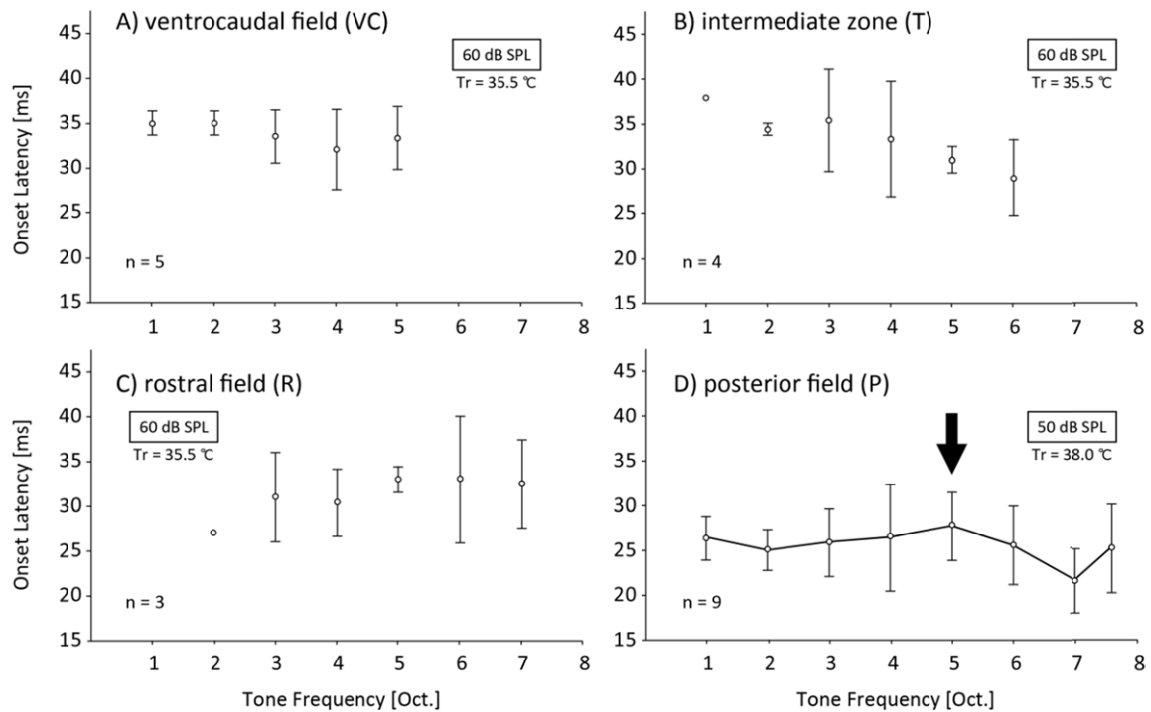 A) ventrocaudal field (VC)
60 dB SPL
Tr = 35.5 ℃
Onset Latency [ms]
45
40
35
30
25
20
15
n = 5
1 2 3 4 5 6 7 8
B) intermediate zone (T)
60 dB SPL
Tr = 35.5 ℃
45
40
35
30
25
20
15
n = 4
1 2 3 4 5 6 7 8
C) rostral field (R)
60 dB SPL
Tr = 35.5 ℃
Onset Latency [ms]
45
40
35
30
25
20
15
n = 3
1 2 3 4 5 6 7 8
Tone Frequency [Oct.]
D) posterior field (P)
50 dB SPL
Tr = 38.0 ℃
45
40
35
30
25
20
15
n = 9
1 2 3 4 5 6 7 8
Tone Frequency [Oct.]